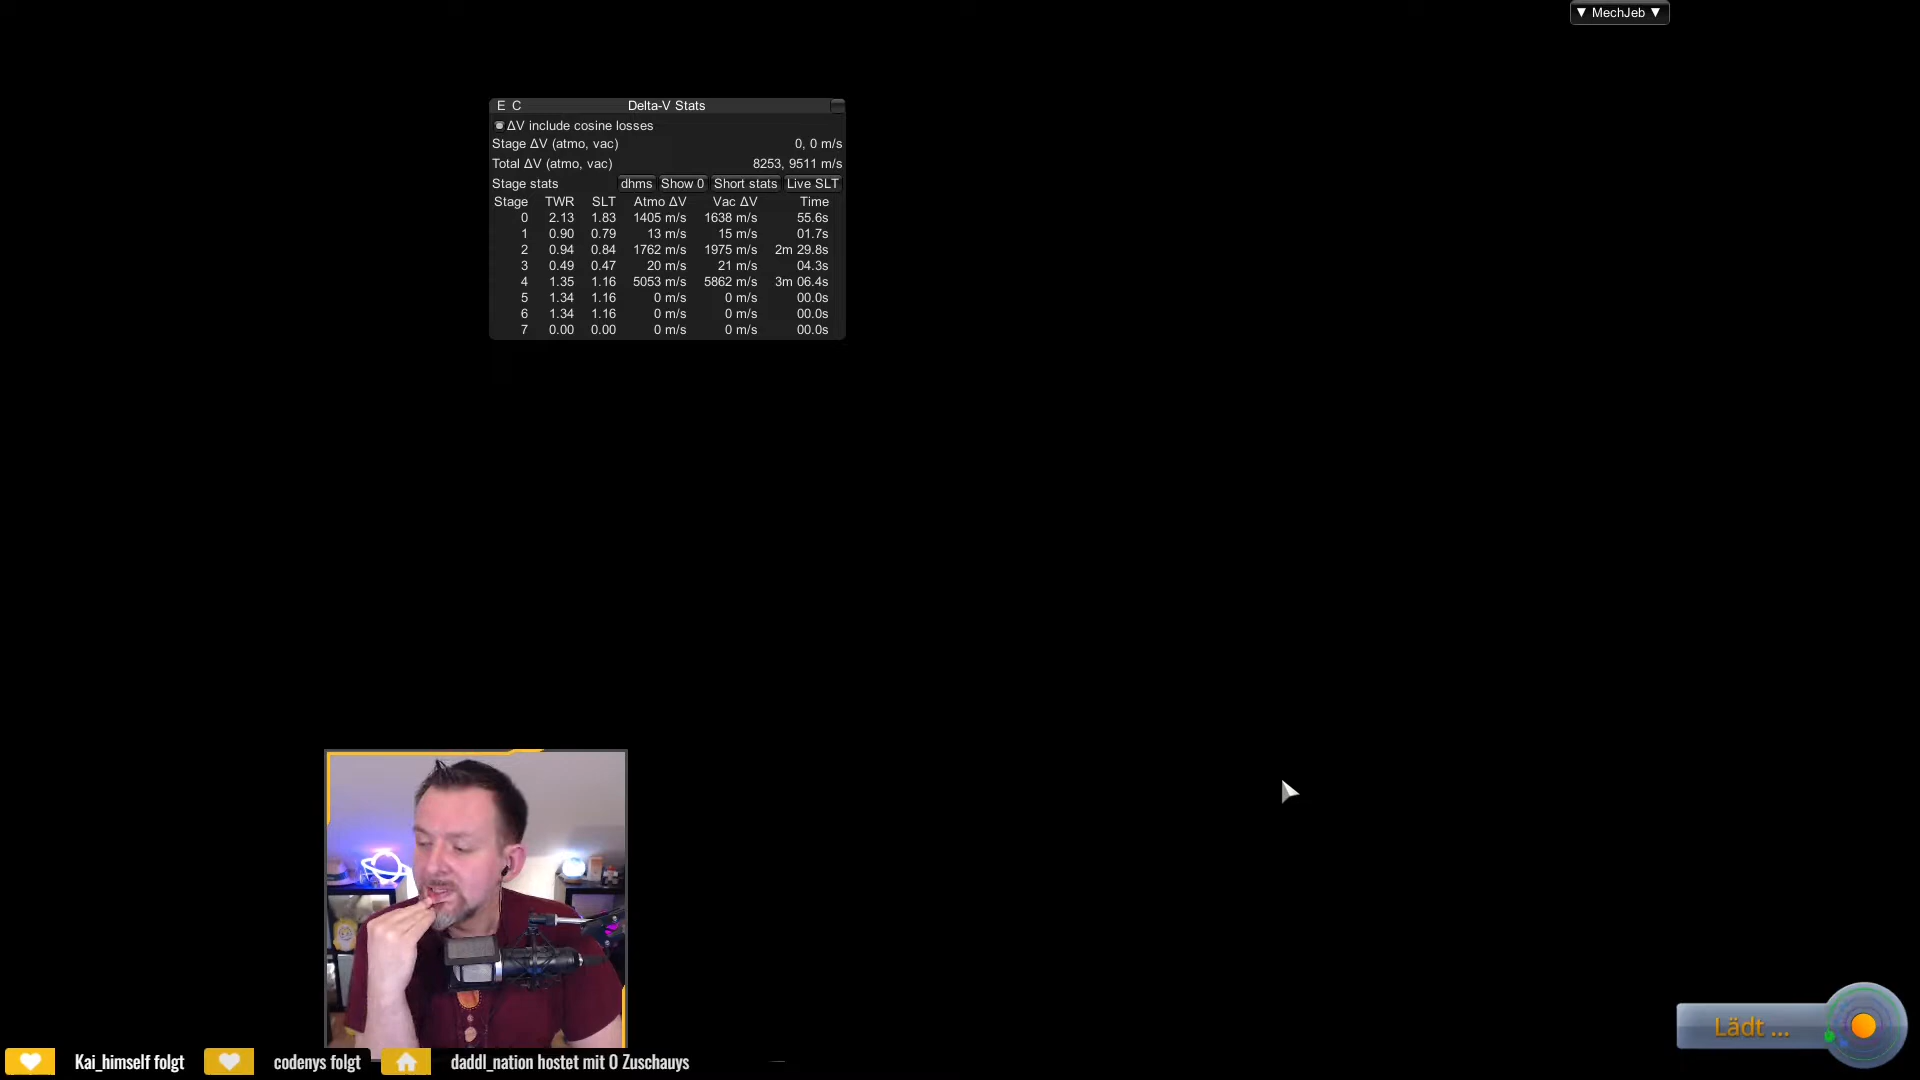 ▼ MechJeb ▼
E C Delta-V Stats
ΔV include cosine losses
Stage ΔV (atmo, vac) 0, 0 m/s
Total ΔV (atmo, vac) 8253, 9511 m/s
Stage stats dhms Show 0 Short stats Live SLT
Stage TWR SLT Atmo ΔV Vac ΔV Time
0 2.13 1.83 1405 m/s 1638 m/s 55.6s
1 0.90 0.79 13 m/s 15 m/s 01.7s
2 0.94 0.84 1762 m/s 1975 m/s 2m 29.8s
3 0.49 0.47 20 m/s 21 m/s 04.3s
4 1.35 1.16 5053 m/s 5862 m/s 3m 06.4s
5 1.34 1.16 0 m/s 0 m/s 00.0s
6 1.34 1.16 0 m/s 0 m/s 00.0s
7 0.00 0.00 0 m/s 0 m/s 00.0s
Lädt ...
Kai_himself folgt codenys folgt daddl_nation hostet mit 0 Zuschauys